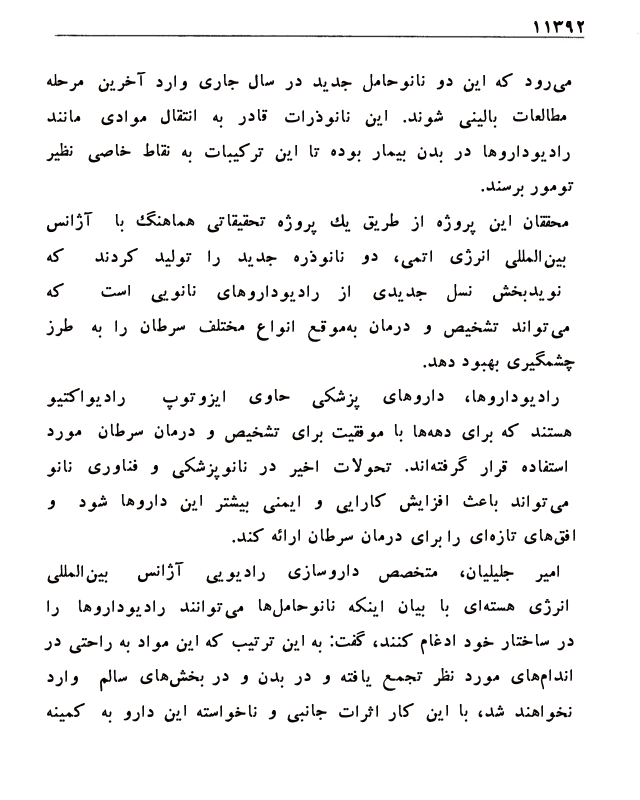 ۱۱۳۹۲
می‌رود که این دو نانوحامل جدید در سال جاری وارد آخرین مرحله
مطالعات بالینی شوند. این نانوذرات قادر به انتقال موادی مانند
رادیوداروها در بدن بیمار بوده تا این ترکیبات به نقاط خاصی نظیر
تومور برسند.
محققان این پروژه از طریق یك پروژه تحقیقاتی هماهنگ با آژانس
بین‌المللی انرژی اتمی، دو نانوذره جدید را تولید کردند که
نویدبخش نسل جدیدی از رادیوداروهای نانویی است که
می‌تواند تشخیص و درمان به‌موقع انواع مختلف سرطان را به طرز
چشمگیری بهبود دهد.
رادیوداروها، داروهای پزشکی حاوی ایزوتوپ رادیواکتیو
هستند که برای دهه‌ها با موفقیت برای تشخیص و درمان سرطان مورد
استفاده قرار گرفته‌اند. تحولات اخیر در نانوپزشکی و فناوری نانو
می‌تواند باعث افزایش کارایی و ایمنی بیشتر این داروها شود و
افق‌های تازه‌ای را برای درمان سرطان ارائه کند.
امیر جلیلیان، متخصص داروسازی رادیویی آژانس بین‌المللی
انرژی هسته‌ای با بیان اینکه نانوحامل‌ها می‌توانند رادیوداروها را
در ساختار خود ادغام کنند، گفت: به این ترتیب که این مواد به راحتی در
اندام‌های مورد نظر تجمع یافته و در بدن و در بخش‌های سالم وارد
نخواهند شد، با این کار اثرات جانبی و ناخواسته این دارو به کمینه